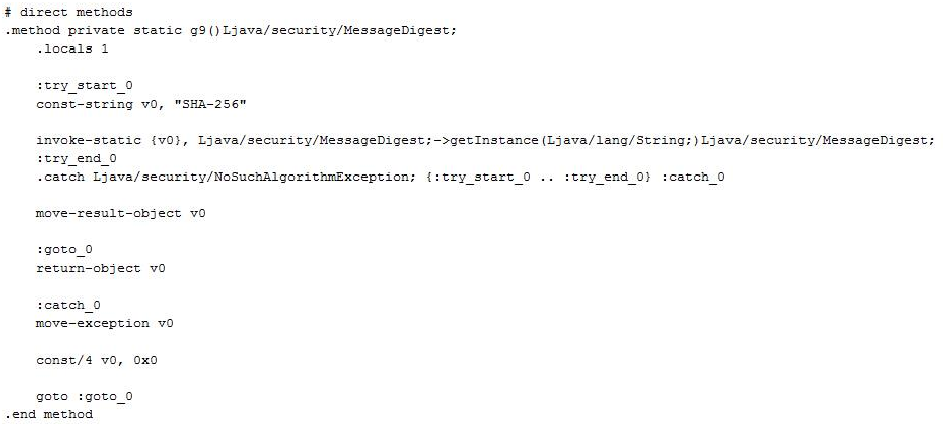 # direct methods
.method private static g9()Ljava/security/MessageDigest;
.locals 1
:try_start_0
const-string v0, "SHA-256"
invoke-static {v0}, Ljava/security/MessageDigest;->getInstance(Ljava/lang/String;)Ljava/security/MessageDigest;
:try_end_0
.catch Ljava/security/NoSuchAlgorithmException; {:try_start_0 .. :try_end_0} :catch_0
move-result-object v0
:goto_0
return-object v0
:catch_0
move-exception v0
const/4 v0, 0x0
goto :goto_0
.end method